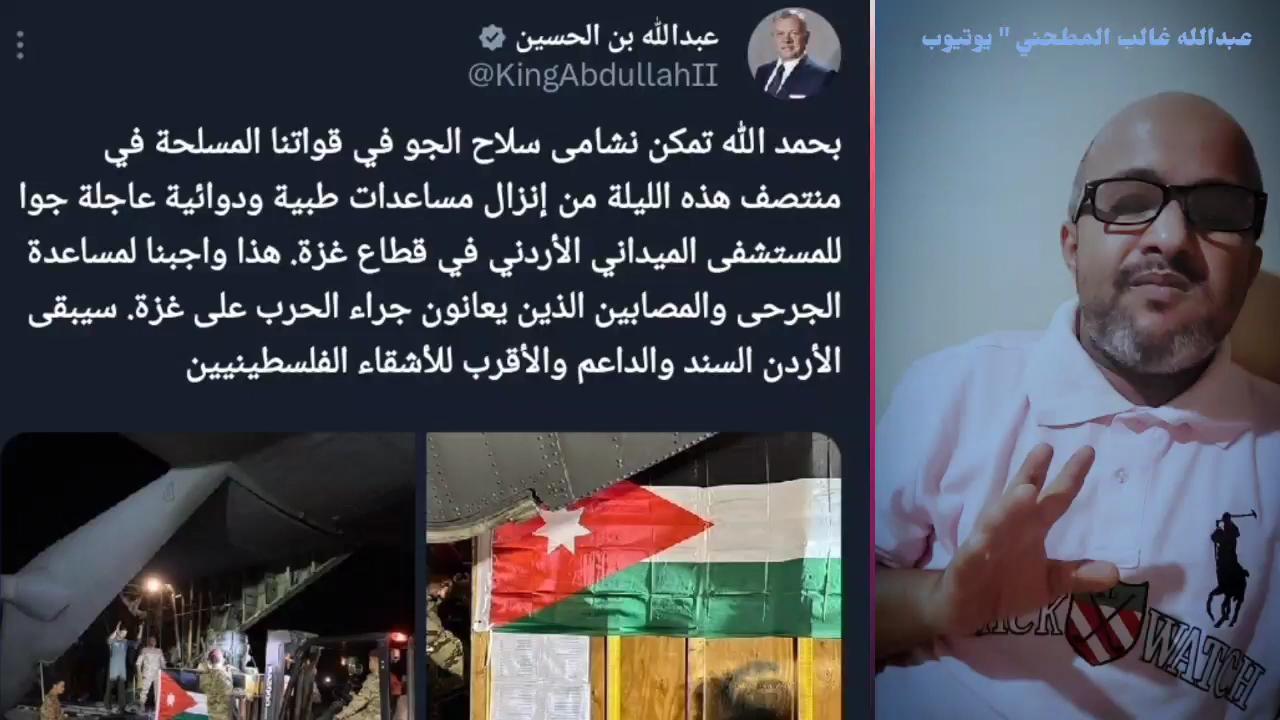 عبدالله بن الحسين
@KingAbdullahII
بحمد الله تمكن نشامى سلاح الجو في قواتنا المسلحة في
منتصف هذه الليلة من إنزال مساعدات طبية ودوائية عاجلة جوا
للمستشفى الميداني الأردني في قطاع غزة. هذا واجبنا لمساعدة
الجرحى والمصابين الذين يعانون جراء الحرب على غزة. سيبقى
الأردن السند والداعم والأقرب للأشقاء الفلسطينيين
عبدالله غالب المطحني " يوتيوب
WATCH